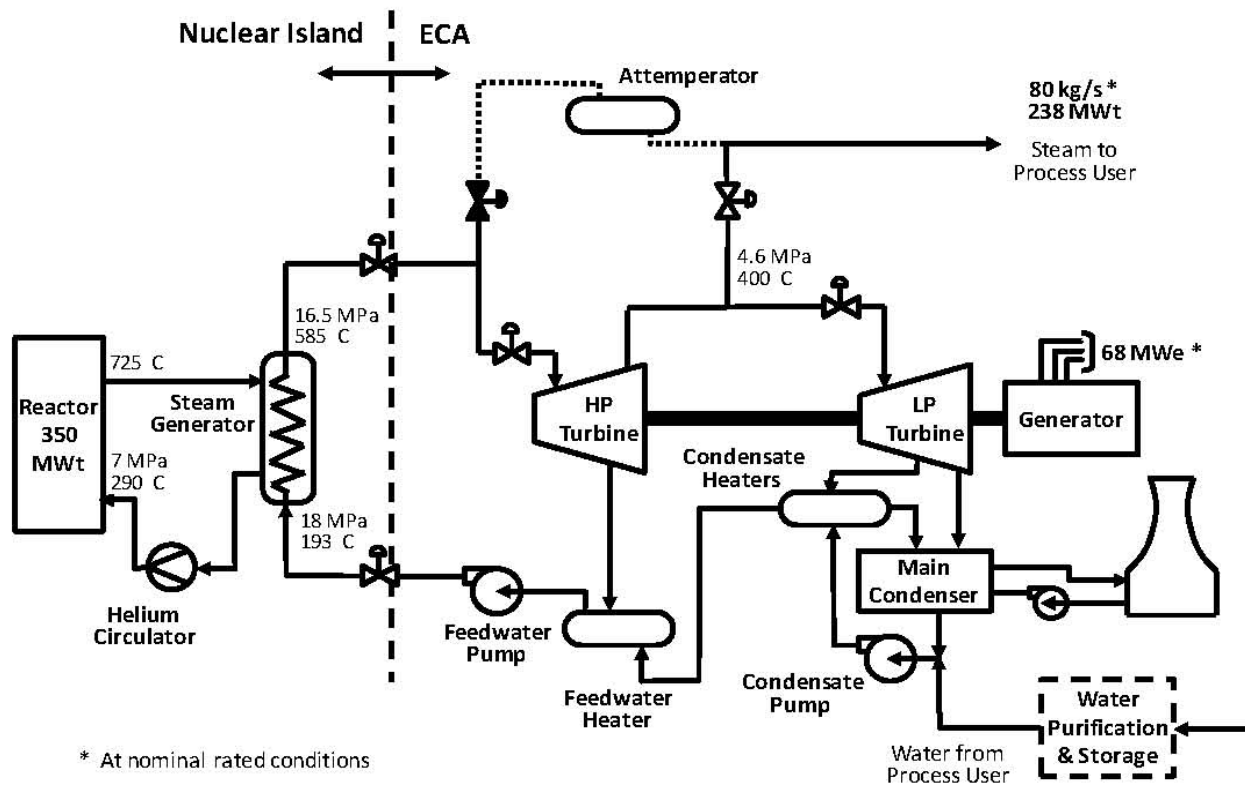 Nuclear Island
ECA
Attemperator
80 kg/s *
238 MWt
Steam to
Process User
4.6 MPa
400 C
16.5 MPa
585 C
725 C
Steam
Generator
Reactor
350
MWt
7 MPa
290 C
HP
Turbine
LP
Turbine
68 MWe *
Generator
Condensate
Heaters
18 MPa
193 C
Main
Condenser
Helium
Circulator
Feedwater
Pump
Feedwater
Heater
Condensate
Pump
Water
Purification
& Storage
Water from
Process User
* At nominal rated conditions